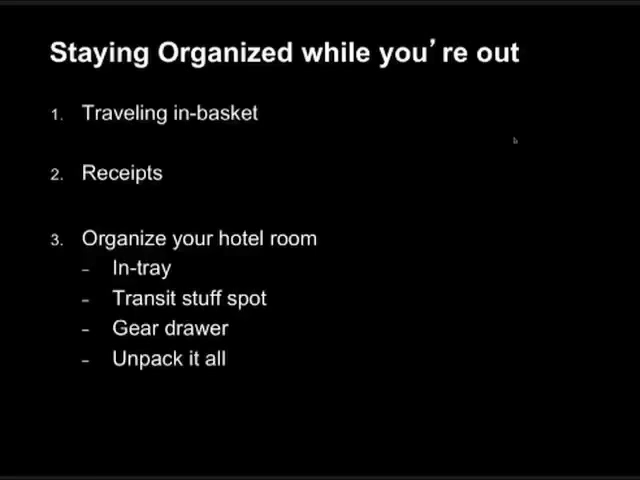 Staying Organized while you’re out
1. Traveling in-basket
2. Receipts
3. Organize your hotel room
– In-tray
– Transit stuff spot
– Gear drawer
– Unpack it all